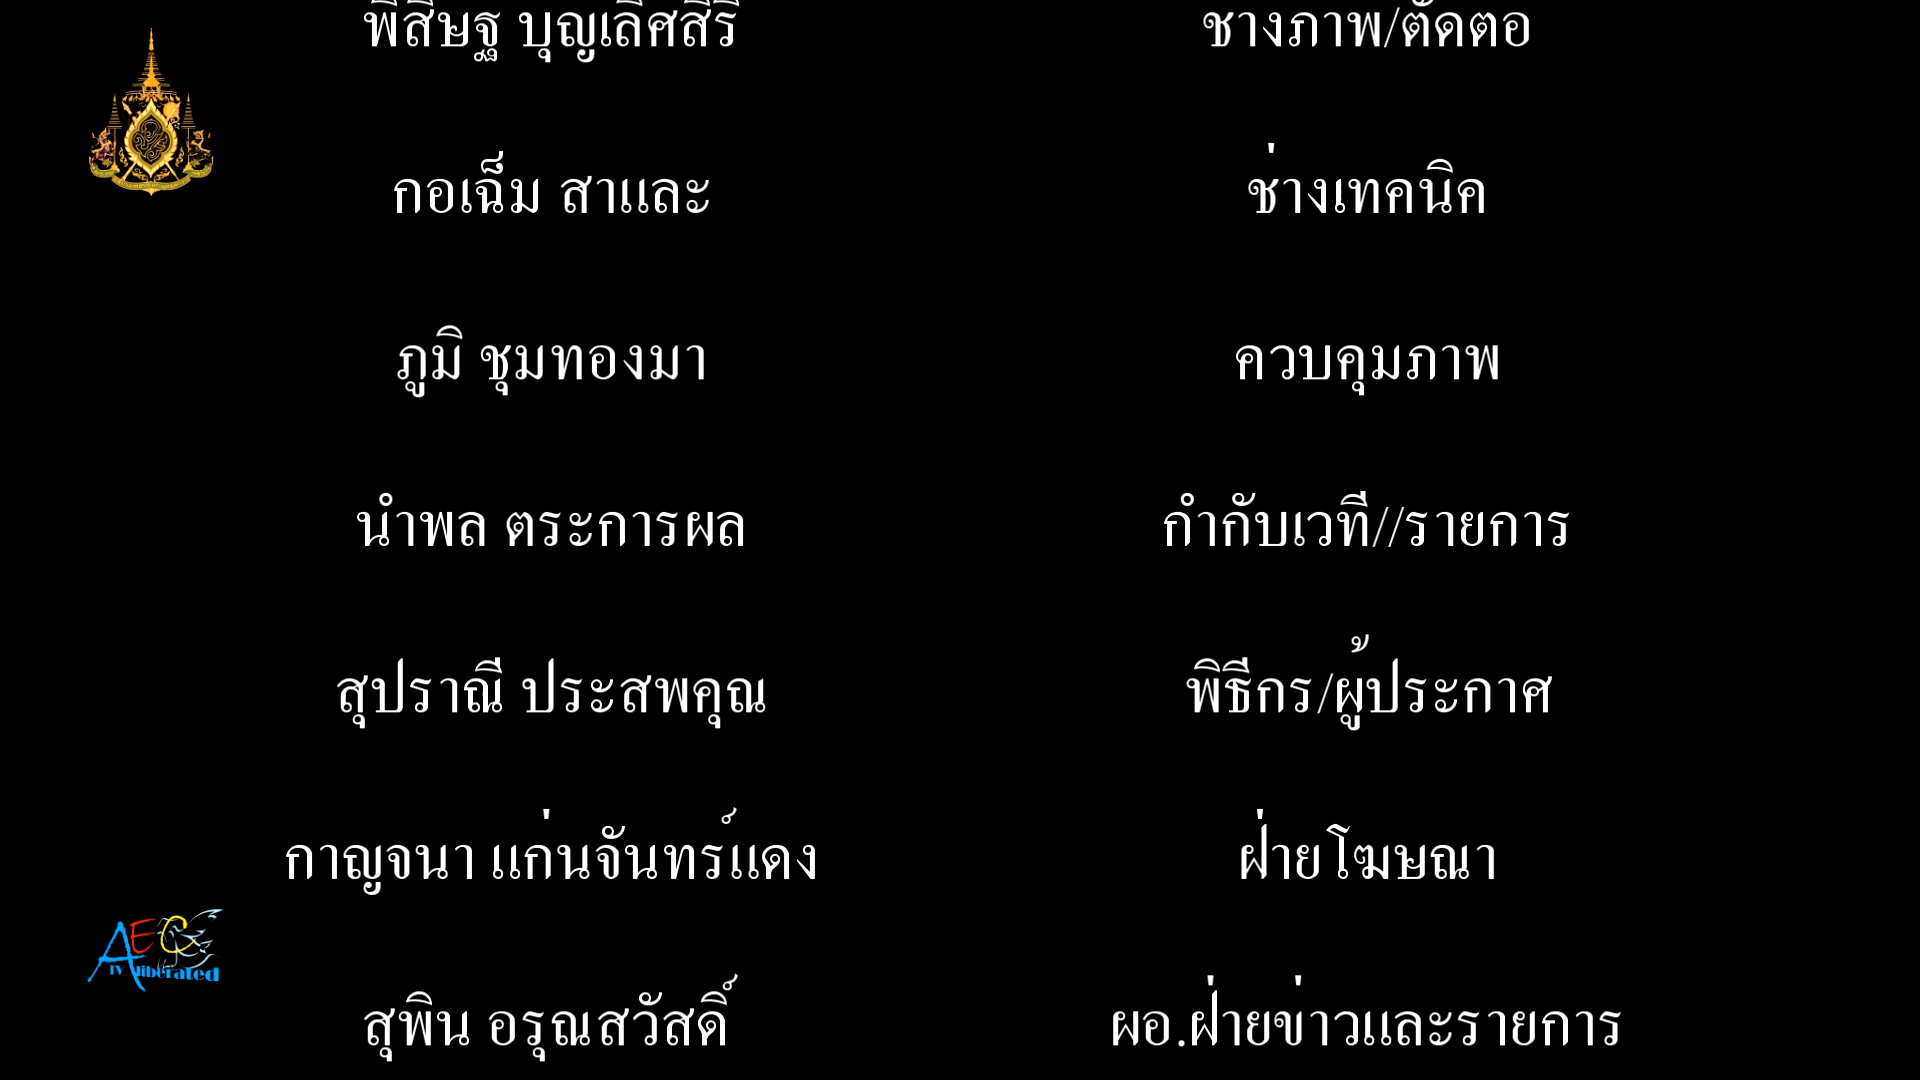 พิสิษฐ บุญเลิศสิริ ช่างภาพ/ตัดต่อ
กอเฉ็ม สาและ ช่างเทคนิค
ภูมิ ชุมทองมา ควบคุมภาพ
นำพล ตระการผล กำกับเวที//รายการ
สุปราณี ประสพคุณ พิธีกร/ผู้ประกาศ
กาญจนา แก่นจันทร์แดง ฝ่ายโฆษณา
AEC
TV liberated
สุพิน อรุณสวัสดิ์ ผอ.ฝ่ายข่าวและรายการ